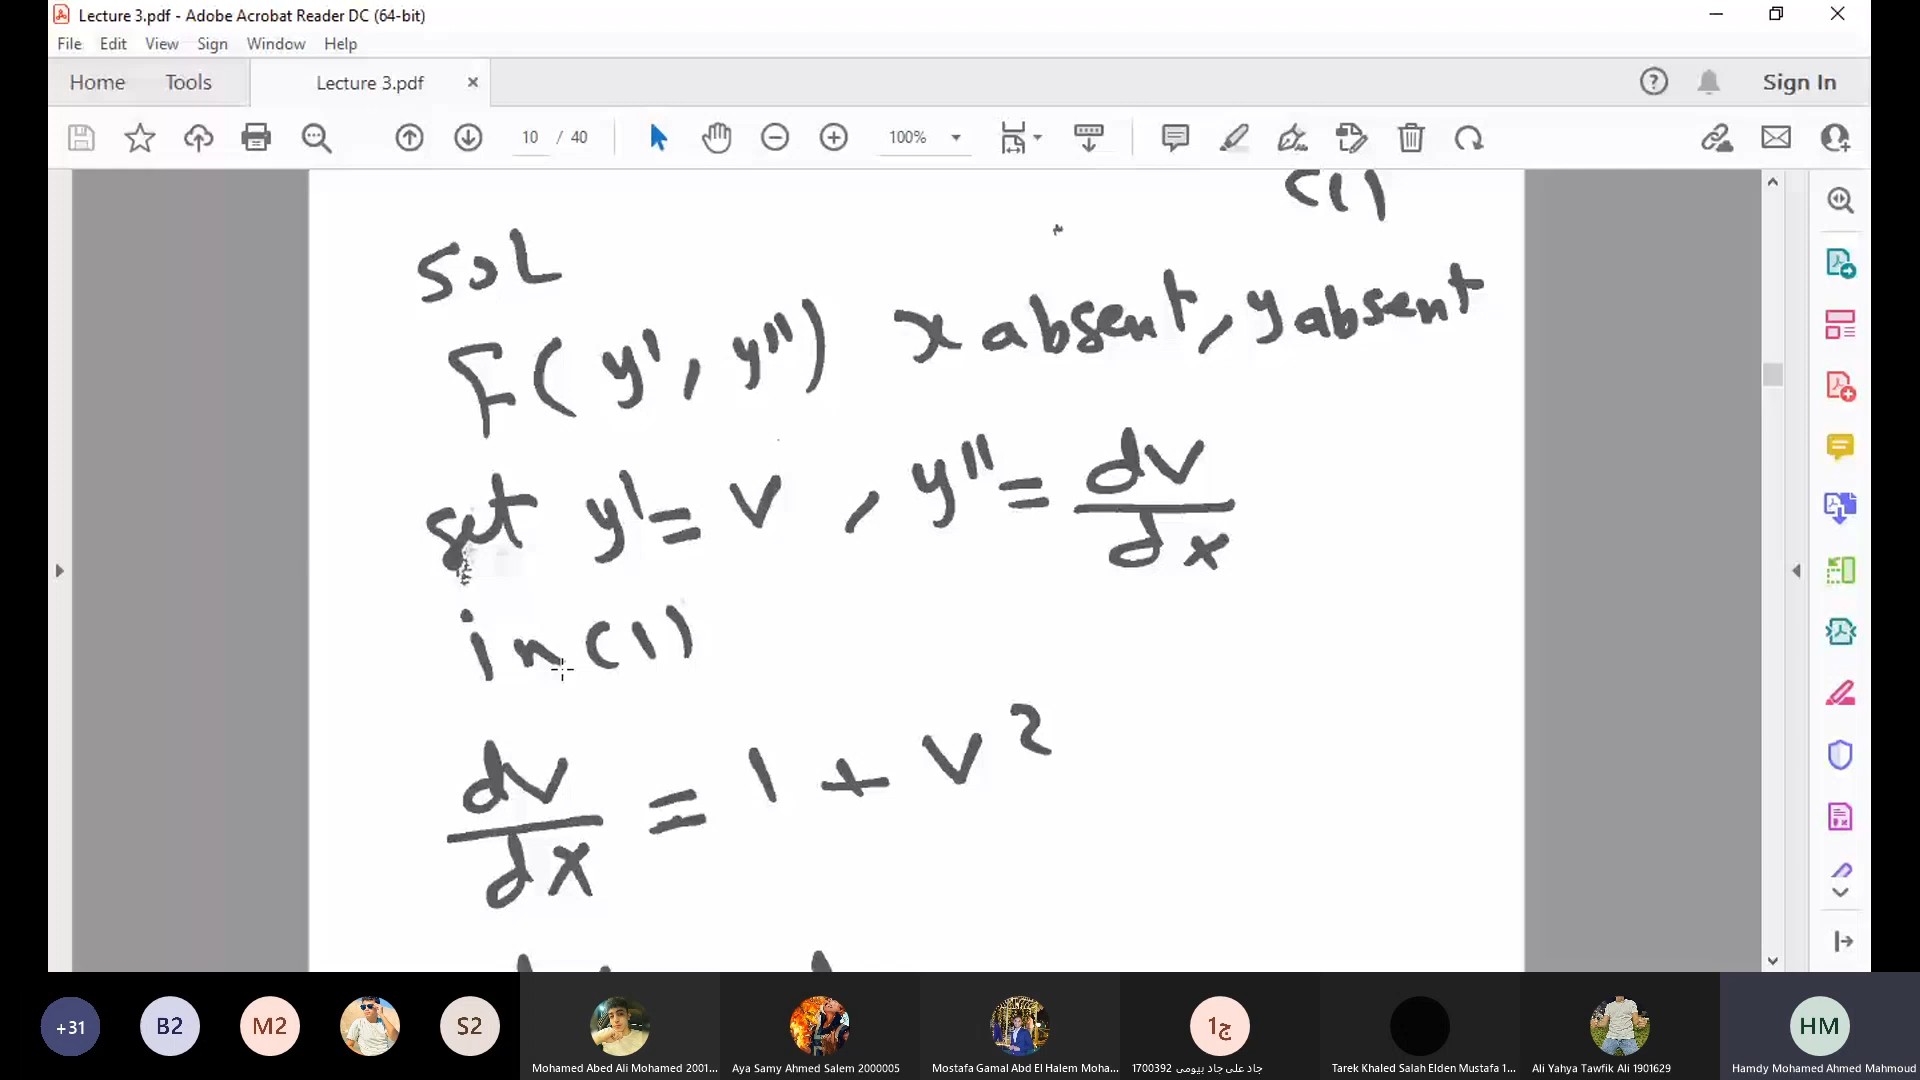 Lecture 3.pdf - Adobe Acrobat Reader DC (64-bit)
File Edit View Sign Window Help
Home Tools Lecture 3.pdf × Sign In
10 / 40 100%
(1)
sol
F(y', y'') x absent, y absent
set y' = v , y'' = dv/dx
in (1)
dv/dx = 1 + v²
+31 B2 M2 S2 ج1 HM
Mohamed Abed Ali Mohamed 2001... Aya Samy Ahmed Salem 2000005 Mostafa Gamal Abd El Halem Moha... جاد على جاد بيومى 1700392 Tarek Khaled Salah Elden Mustafa 1... Ali Yahya Tawfik Ali 1901629 Hamdy Mohamed Ahmed Mahmoud